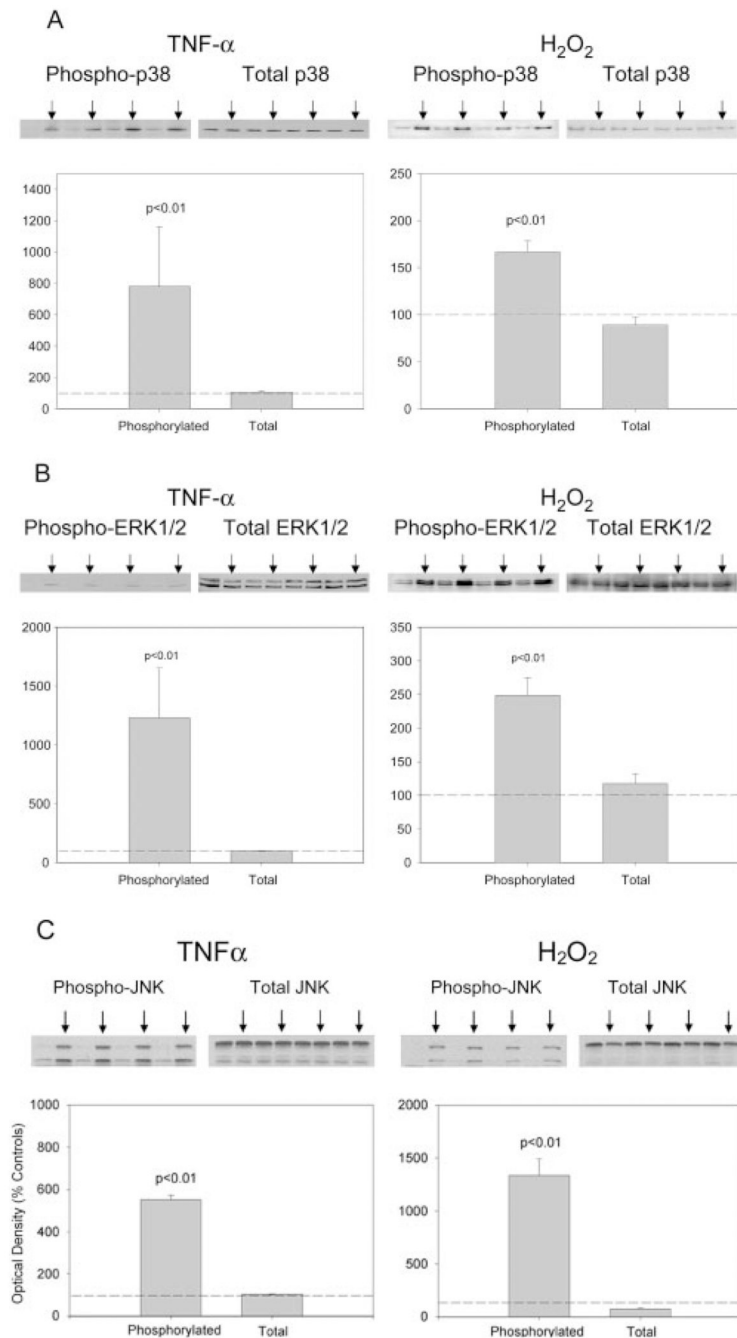 A
TNF-α H₂O₂
Phospho-p38 Total p38 Phospho-p38 Total p38
1400 250
1200 p<0.01
200
p<0.01
1000
800 150
600 100
400
50
200
0 0
Phosphorylated Total Phosphorylated Total
B
TNF-α H₂O₂
Phospho-ERK1/2 Total ERK1/2 Phospho-ERK1/2 Total ERK1/2
2000 350
p<0.01 300
p<0.01
1500 250
200
1000
150
500 100
50
0 0
Phosphorylated Total Phosphorylated Total
C
TNFα H₂O₂
Phospho-JNK Total JNK Phospho-JNK Total JNK
Optical Density (% Controls)
1000 2000
800 p<0.01
1500
p<0.01
600
1000
400
500
200
100
0 0
Phosphorylated Total Phosphorylated Total